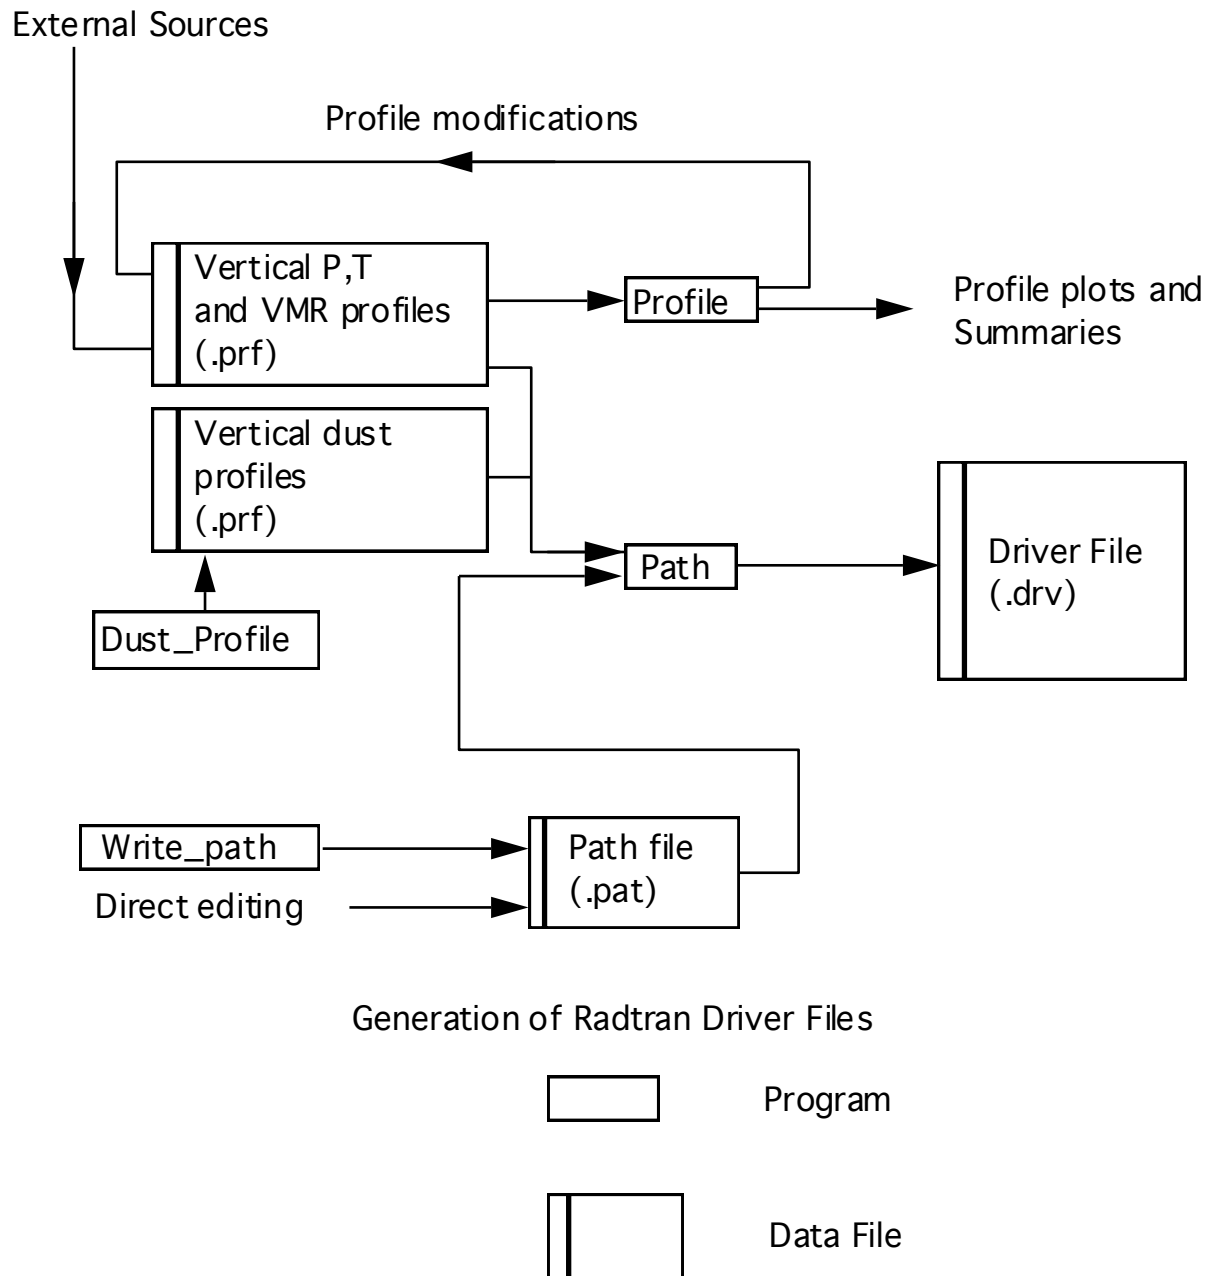 External Sources
Profile modifications
Vertical P,T
and VMR profiles
(.prf)
Profile
Profile plots and
Summaries
Vertical dust
profiles
(.prf)
Path
Driver File
(.drv)
Dust_Profile
Write_path
Direct editing
Path file
(.pat)
Generation of Radtran Driver Files
Program
Data File